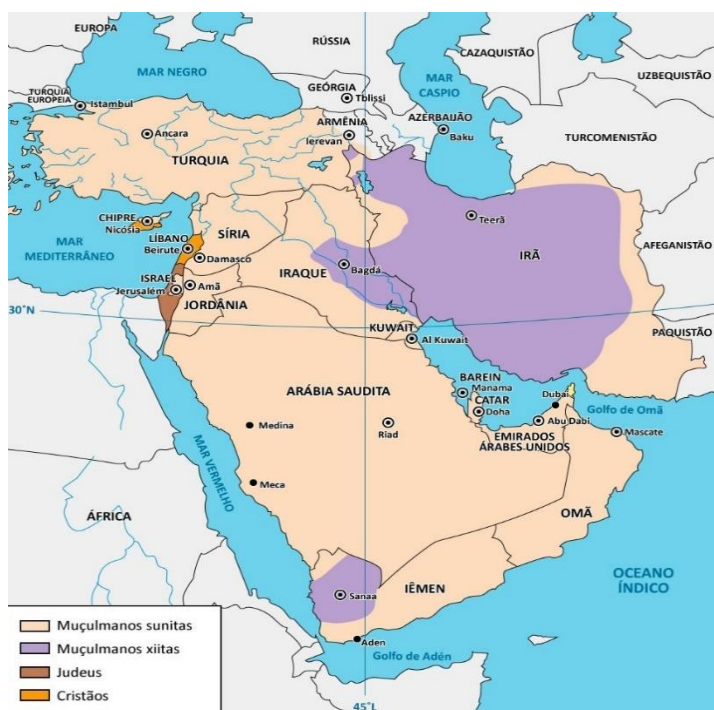 EUROPA
RÚSSIA
CAZAQUISTÃO
UZBEQUISTÃO
MAR NEGRO
GEÓRGIA
Tblissi
MAR
CASPIO
TURQUIA
EUROPEIA
Istambul
ARMÊNIA
Ierevan
AZERBAIJÃO
Baku
TURCOMENISTÃO
Ancara
TURQUIA
CHIPRE
Nicósia
Teerã
MAR
MEDITERRÂNEO
LÍBANO
Beirute
SÍRIA
Damasco
IRÃ
AFEGANISTÃO
IRAQUE
Bagdá
ISRAEL
Jerusalém
Amã
JORDÂNIA
30°N
KUWAIT
Al Kuwait
PAQUISTÃO
ARÁBIA SAUDITA
BAREIN
Manama
CATAR
Doha
Dubai
Golfo de Omã
Abu Dabi
EMIRADOS
ÁRABES UNIDOS
Mascate
Medina
Riad
MAR VERMELHO
Meca
ÁFRICA
OMÃ
OCEANO
ÍNDICO
IÊMEN
Sanaa
Aden
Golfo de Adén
45°L
Muçulmanos sunitas
Muçulmanos xiitas
Judeus
Cristãos